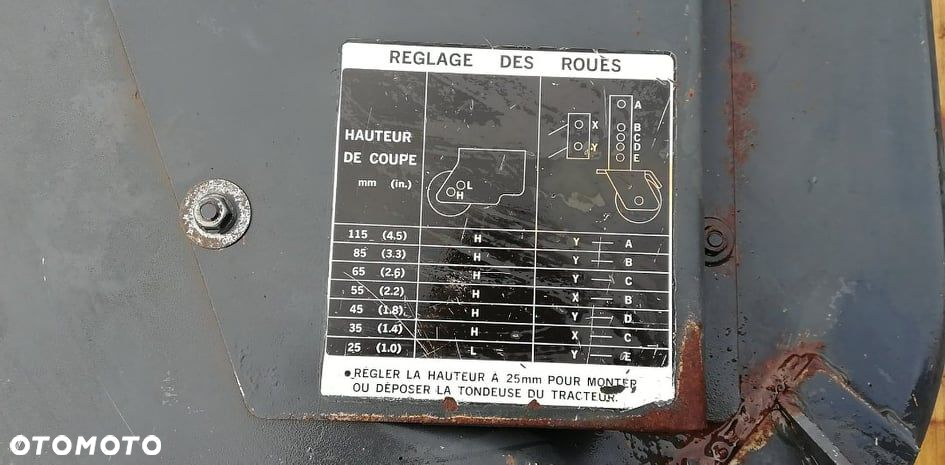 REGLAGE DES ROUES
HAUTEUR
DE COUPE
mm (in.)
L
H
X
Y
A
B
C
D
E
115 (4.5) H Y — A
85 (3.3) H Y — B
65 (2.6) H Y — C
55 (2.2) H X — B
45 (1.8) H Y — D
35 (1.4) H X — C
25 (1.0) L Y — E
•RÉGLER LA HAUTEUR À 25mm POUR MONTER
OU DÉPOSER LA TONDEUSE DU TRACTEUR.
OTOMOTO